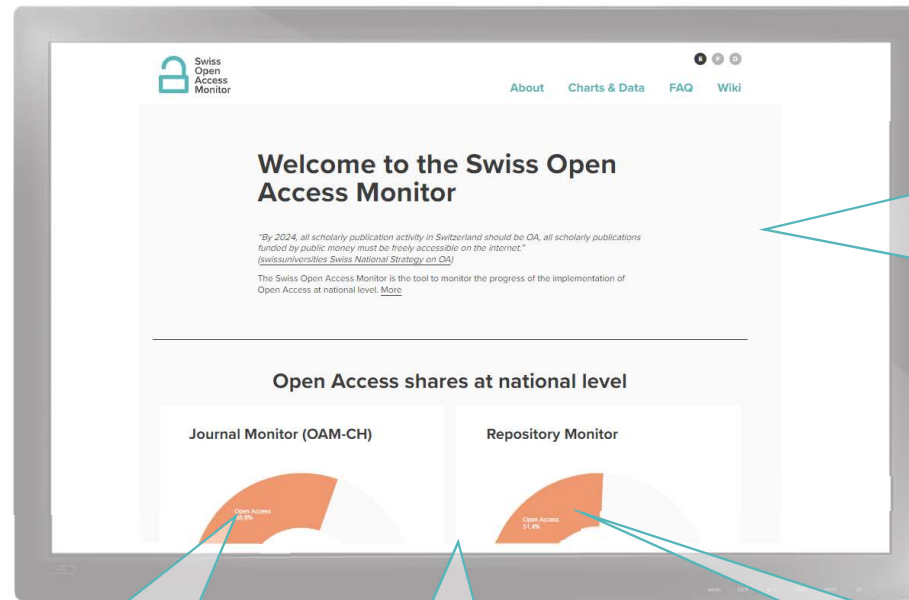 Swiss
Open
Access
Monitor
E F D
About Charts & Data FAQ Wiki
Welcome to the Swiss Open
Access Monitor
"By 2024, all scholarly publication activity in Switzerland should be OA, all scholarly publications
funded by public money must be freely accessible on the internet."
(swissuniversities Swiss National Strategy on OA)
The Swiss Open Access Monitor is the tool to monitor the progress of the implementation of
Open Access at national level. More
Open Access shares at national level
Journal Monitor (OAM-CH) Repository Monitor
Open Access
Open Access
51.4%